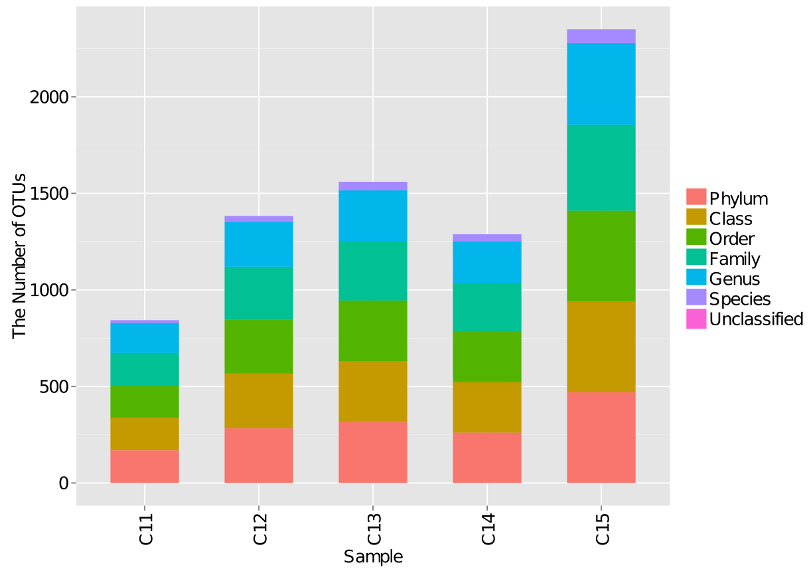 The Number of OTUs
2000
1500
1000
500
0
C11
C12
C13
C14
C15
Sample
Phylum
Class
Order
Family
Genus
Species
Unclassified